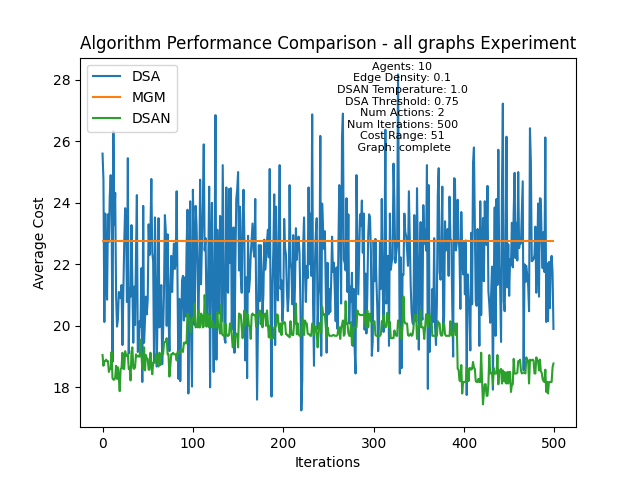 Algorithm Performance Comparison - all graphs Experiment
DSA
MGM
DSAN
Agents: 10
Edge Density: 0.1
DSAN Temperature: 1.0
DSA Threshold: 0.75
Num Actions: 2
Num Iterations: 500
Cost Range: 51
Graph: complete
Average Cost
28
26
24
22
20
18
0
100
200
300
400
500
Iterations